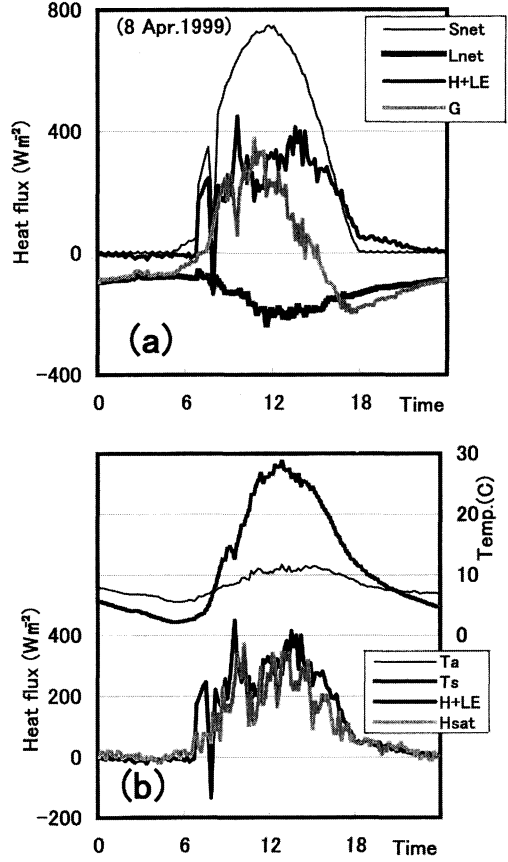 800
(8 Apr.1999)
Snet
Lnet
H+LE
G
400
0
-400
Heat flux (Wm⁻²)
(a)
0 6 12 18 Time
30
20
10
0
Temp.(C)
400
200
0
-200
Heat flux (Wm⁻²)
Ta
Ts
H+LE
Hsat
(b)
0 6 12 18 Time